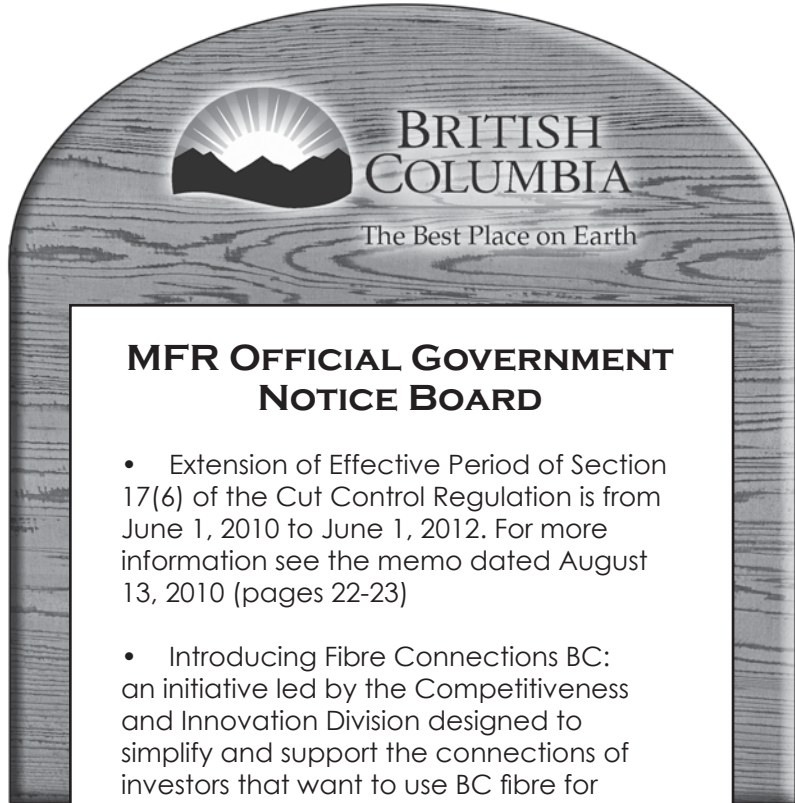 BRITISH
COLUMBIA
The Best Place on Earth
MFR OFFICIAL GOVERNMENT
NOTICE BOARD
• Extension of Effective Period of Section
17(6) of the Cut Control Regulation is from
June 1, 2010 to June 1, 2012. For more
information see the memo dated August
13, 2010 (pages 22-23)
• Introducing Fibre Connections BC:
an initiative led by the Competitiveness
and Innovation Division designed to
simplify and support the connections of
investors that want to use BC fibre for